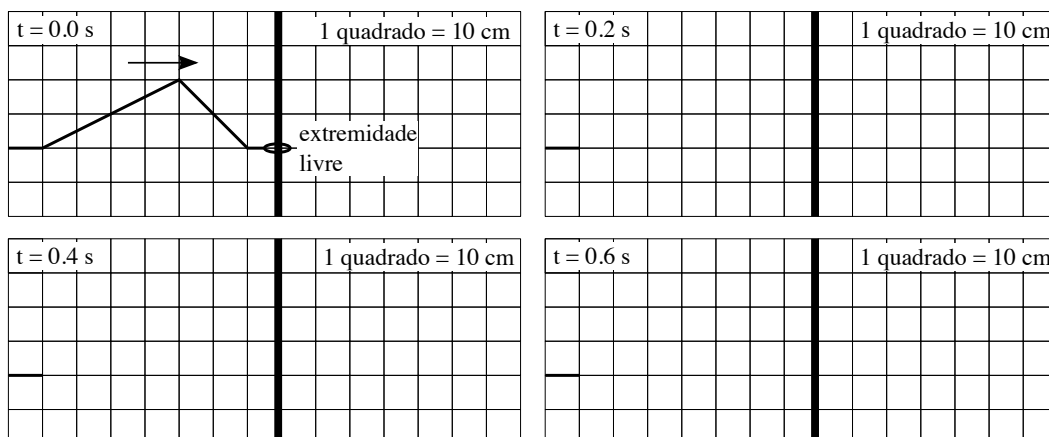 t = 0.0 s
1 quadrado = 10 cm
extremidade
livre
t = 0.2 s
1 quadrado = 10 cm
t = 0.4 s
1 quadrado = 10 cm
t = 0.6 s
1 quadrado = 10 cm